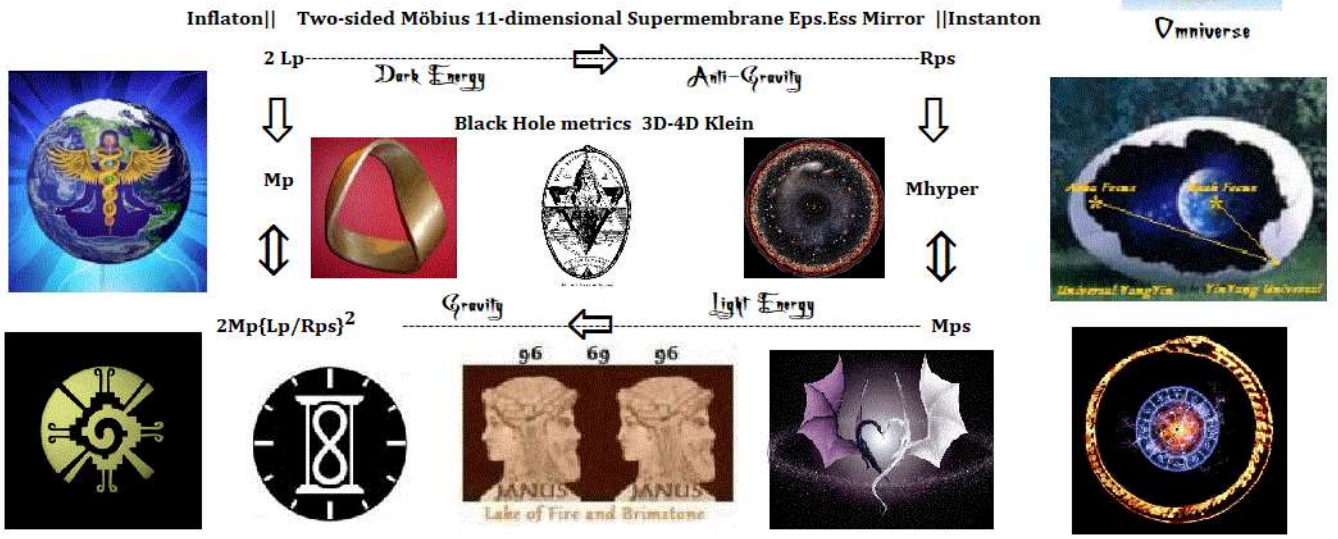 Inflaton|| Two-sided Möbius 11-dimensional Supermembrane Eps.Ess Mirror ||Instanton
Omniverse
2 Lp
Rps
Dark Energy
Anti-Gravity
Black Hole metrics 3D-4D Klein
Mp
Mhyper
Focus
Focus
Universal YangYin
YinYang Universal
Gravity
Light Energy
2Mp{Lp/Rps}²
Mps
96 69 96
JANUS JANUS
Lake of Fire and Brimstone